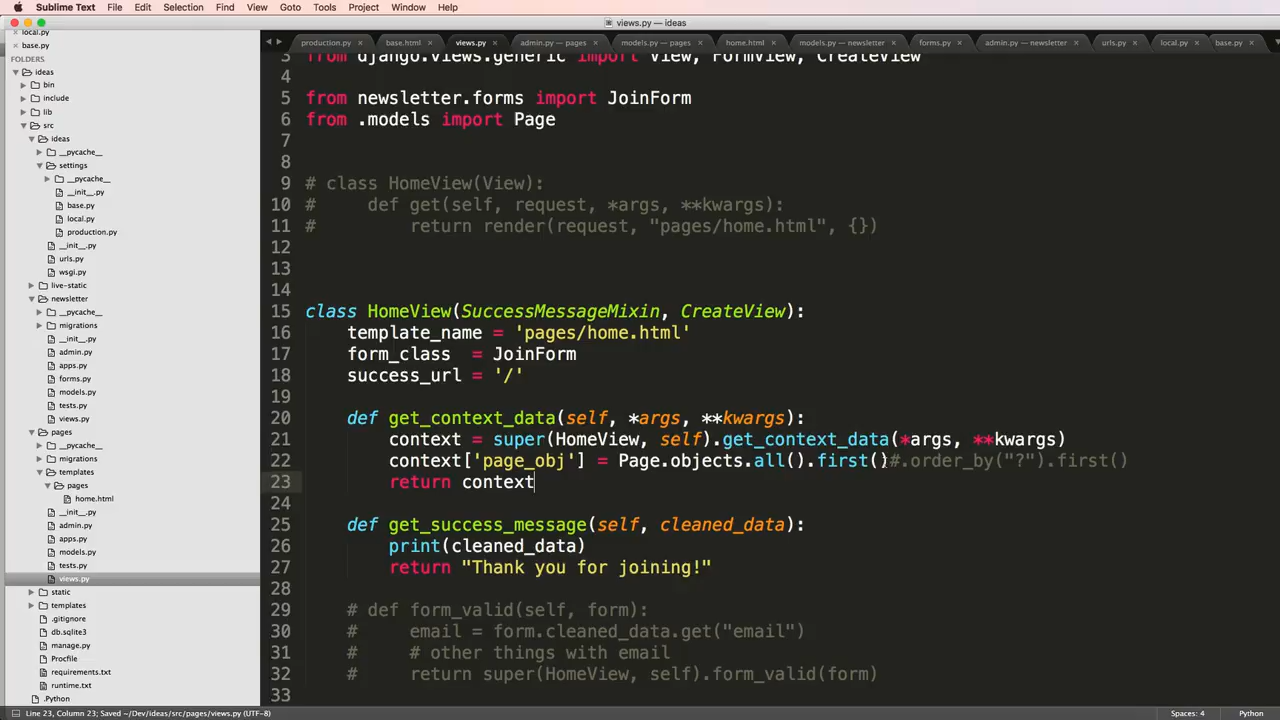 Sublime Text File Edit Selection Find View Goto Tools Project Window Help
views.py — ideas
production.py × base.html × views.py × admin.py — pages × models.py — pages × home.html × models.py — newsletter × forms.py × admin.py — newsletter × urls.py × local.py × base.py ×
local.py
base.py
FOLDERS
ideas
bin
include
lib
src
ideas
__pycache__
settings
__pycache__
__init__.py
base.py
local.py
production.py
__init__.py
urls.py
wsgi.py
live-static
newsletter
__pycache__
migrations
__init__.py
admin.py
apps.py
forms.py
models.py
tests.py
views.py
pages
__pycache__
migrations
templates
pages
home.html
__init__.py
admin.py
apps.py
models.py
tests.py
views.py
static
templates
.gitignore
db.sqlite3
manage.py
Procfile
requirements.txt
runtime.txt
.Python
3 from django.views.generic import View, FormView, CreateView
4
5 from newsletter.forms import JoinForm
6 from .models import Page
7
8
9 # class HomeView(View):
10 #     def get(self, request, *args, **kwargs):
11 #         return render(request, "pages/home.html", {})
12
13
14
15 class HomeView(SuccessMessageMixin, CreateView):
16     template_name = 'pages/home.html'
17     form_class  = JoinForm
18     success_url = '/'
19
20     def get_context_data(self, *args, **kwargs):
21         context = super(HomeView, self).get_context_data(*args, **kwargs)
22         context['page_obj'] = Page.objects.all().first()#.order_by("?").first()
23         return context
24
25     def get_success_message(self, cleaned_data):
26         print(cleaned_data)
27         return "Thank you for joining!"
28
29     # def form_valid(self, form):
30     #     email = form.cleaned_data.get("email")
31     #     # other things with email
32     #     return super(HomeView, self).form_valid(form)
33
Line 23, Column 23; Saved ~/Dev/ideas/src/pages/views.py (UTF-8) Spaces: 4 Python